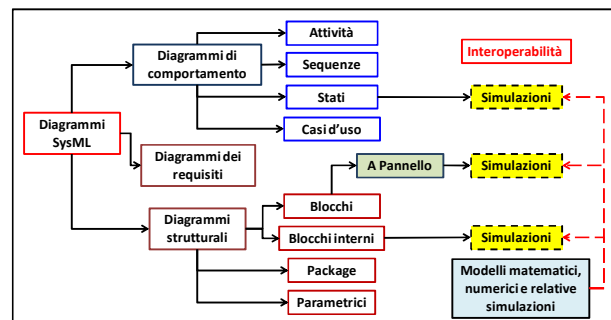 Attività
Diagrammi di
comportamento
Sequenze
Interoperabilità
Stati
Simulazioni
Diagrammi
SysML
Casi d'uso
Diagrammi dei
requisiti
A Pannello
Simulazioni
Blocchi
Diagrammi
strutturali
Blocchi interni
Simulazioni
Package
Modelli matematici,
numerici e relative
simulazioni
Parametrici